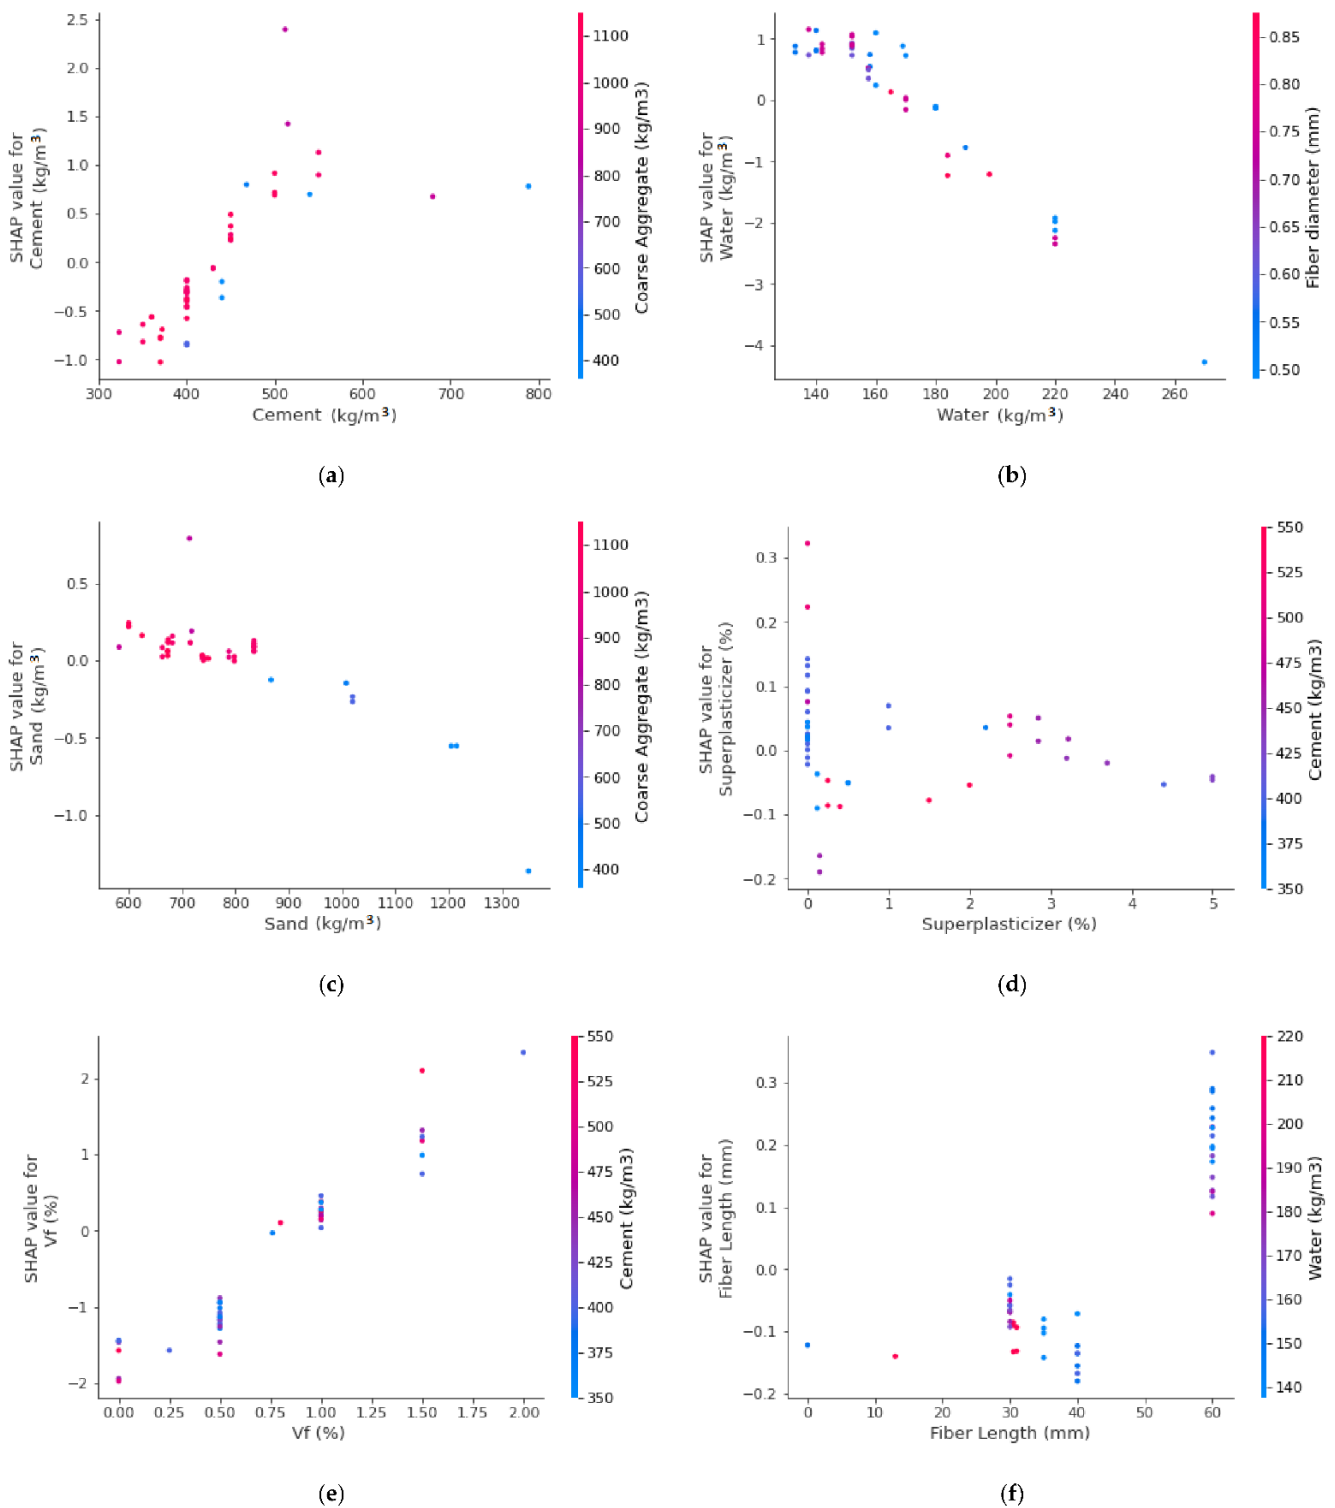 2.5
2.0
1.5
1.0
0.5
0.0
−0.5
−1.0
300 400 500 600 700 800
Cement (kg/m³)
SHAP value for
Cement (kg/m³)
1100
1000
900
800
700
600
500
400
Coarse Aggregate (kg/m3)
(a)
1
0
−1
−2
−3
−4
140 160 180 200 220 240 260
Water (kg/m³)
SHAP value for
Water (kg/m³)
0.85
0.80
0.75
0.70
0.65
0.60
0.55
0.50
Fiber diameter (mm)
(b)
0.5
0.0
−0.5
−1.0
600 700 800 900 1000 1100 1200 1300
Sand (kg/m³)
SHAP value for
Sand (kg/m³)
1100
1000
900
800
700
600
500
400
Coarse Aggregate (kg/m3)
(c)
0.3
0.2
0.1
0.0
−0.1
−0.2
0 1 2 3 4 5
Superplasticizer (%)
SHAP value for
Superplasticizer (%)
550
525
500
475
450
425
400
375
350
Cement (kg/m3)
(d)
2
1
0
−1
−2
0.00 0.25 0.50 0.75 1.00 1.25 1.50 1.75 2.00
Vf (%)
SHAP value for
Vf (%)
550
525
500
475
450
425
400
375
350
Cement (kg/m3)
(e)
0.3
0.2
0.1
0.0
−0.1
−0.2
0 10 20 30 40 50 60
Fiber Length (mm)
SHAP value for
Fiber Length (mm)
220
210
200
190
180
170
160
150
140
Water (kg/m3)
(f)